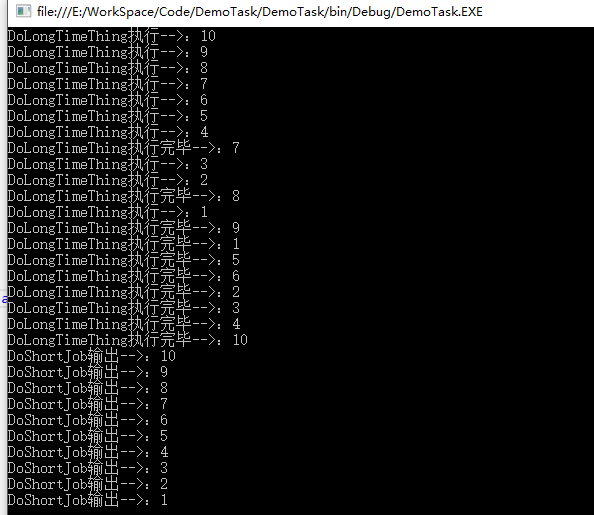 file:///E:/WorkSpace/Code/DemoTask/DemoTask/bin/Debug/DemoTask.EXE
DoLongTimeThing执行-->：10
DoLongTimeThing执行-->：9
DoLongTimeThing执行-->：8
DoLongTimeThing执行-->：7
DoLongTimeThing执行-->：6
DoLongTimeThing执行-->：5
DoLongTimeThing执行-->：4
DoLongTimeThing执行完毕-->：7
DoLongTimeThing执行-->：3
DoLongTimeThing执行-->：2
DoLongTimeThing执行完毕-->：8
DoLongTimeThing执行-->：1
DoLongTimeThing执行完毕-->：9
DoLongTimeThing执行完毕-->：1
DoLongTimeThing执行完毕-->：5
DoLongTimeThing执行完毕-->：6
DoLongTimeThing执行完毕-->：2
DoLongTimeThing执行完毕-->：3
DoLongTimeThing执行完毕-->：4
DoLongTimeThing执行完毕-->：10
DoShortJob输出-->：10
DoShortJob输出-->：9
DoShortJob输出-->：8
DoShortJob输出-->：7
DoShortJob输出-->：6
DoShortJob输出-->：5
DoShortJob输出-->：4
DoShortJob输出-->：3
DoShortJob输出-->：2
DoShortJob输出-->：1